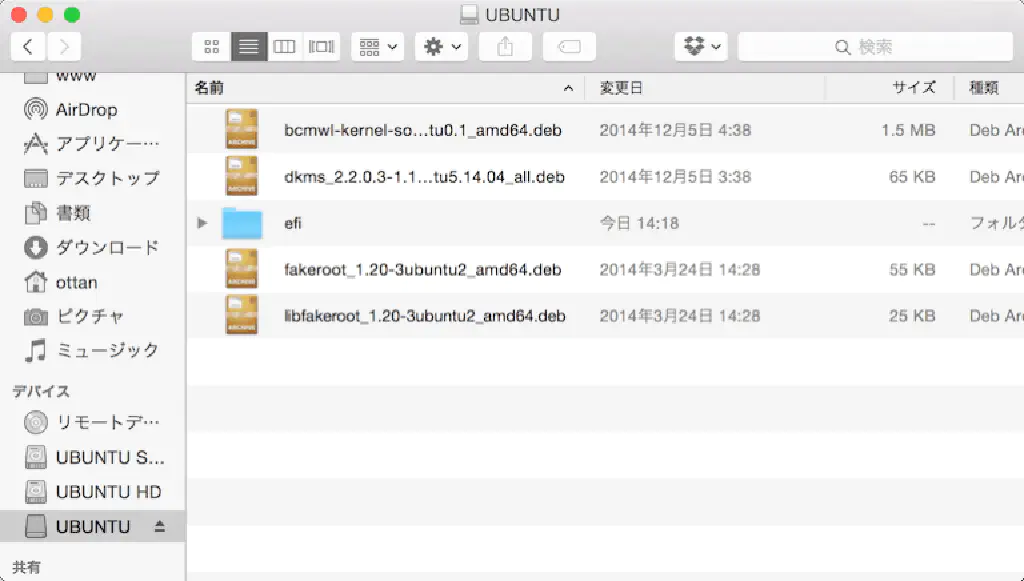 UBUNTU
検索
www
AirDrop
アプリケー…
デスクトップ
書類
ダウンロード
ottan
ピクチャ
ミュージック
デバイス
リモートデ…
UBUNTU S...
UBUNTU HD
UBUNTU
共有
名前 変更日 サイズ 種類
bcmwl-kernel-so...tu0.1_amd64.deb 2014年12月5日 4:38 1.5 MB Deb Arc
dkms_2.2.0.3-1.1...tu5.14.04_all.deb 2014年12月5日 3:38 65 KB Deb Arc
efi 今日 14:18 -- フォルダ
fakeroot_1.20-3ubuntu2_amd64.deb 2014年3月24日 14:28 55 KB Deb Arc
libfakeroot_1.20-3ubuntu2_amd64.deb 2014年3月24日 14:28 25 KB Deb Arc